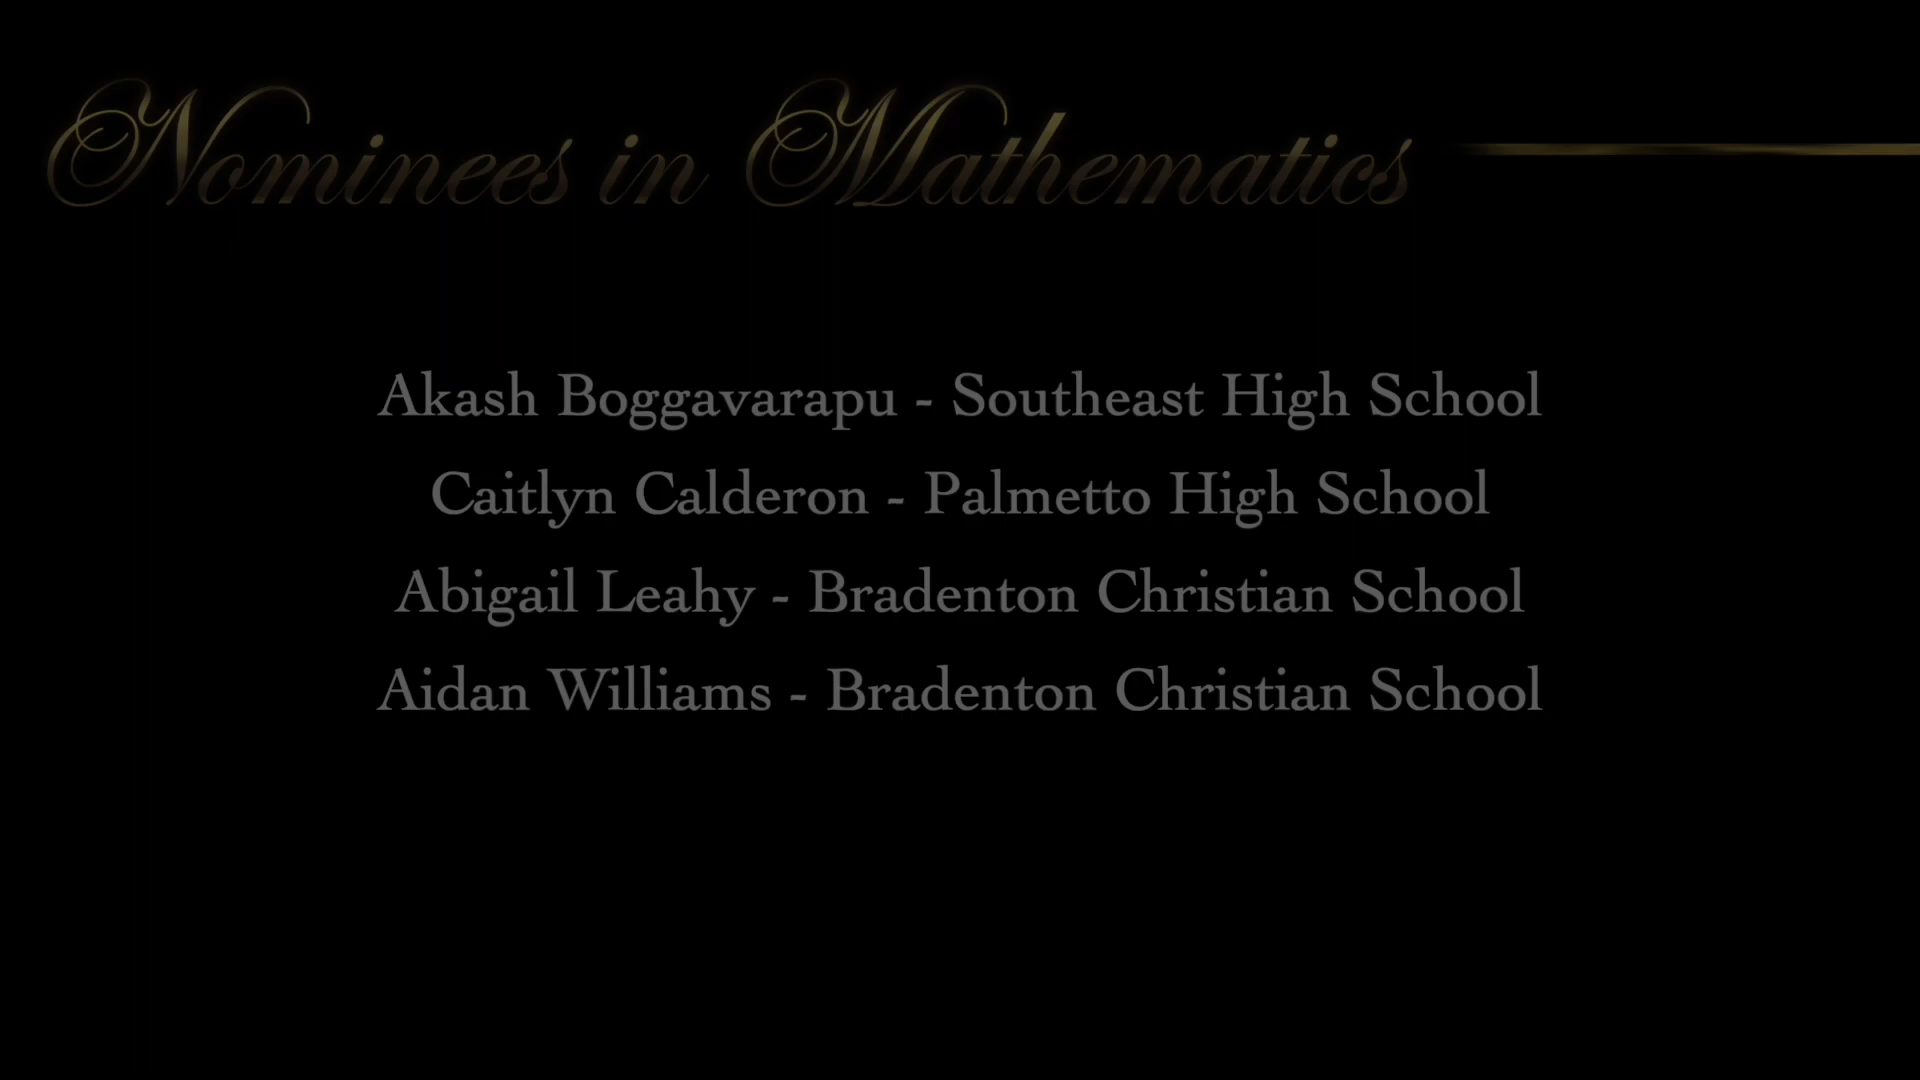 Nominees in Mathematics
Akash Boggavarapu - Southeast High School
Caitlyn Calderon - Palmetto High School
Abigail Leahy - Bradenton Christian School
Aidan Williams - Bradenton Christian School